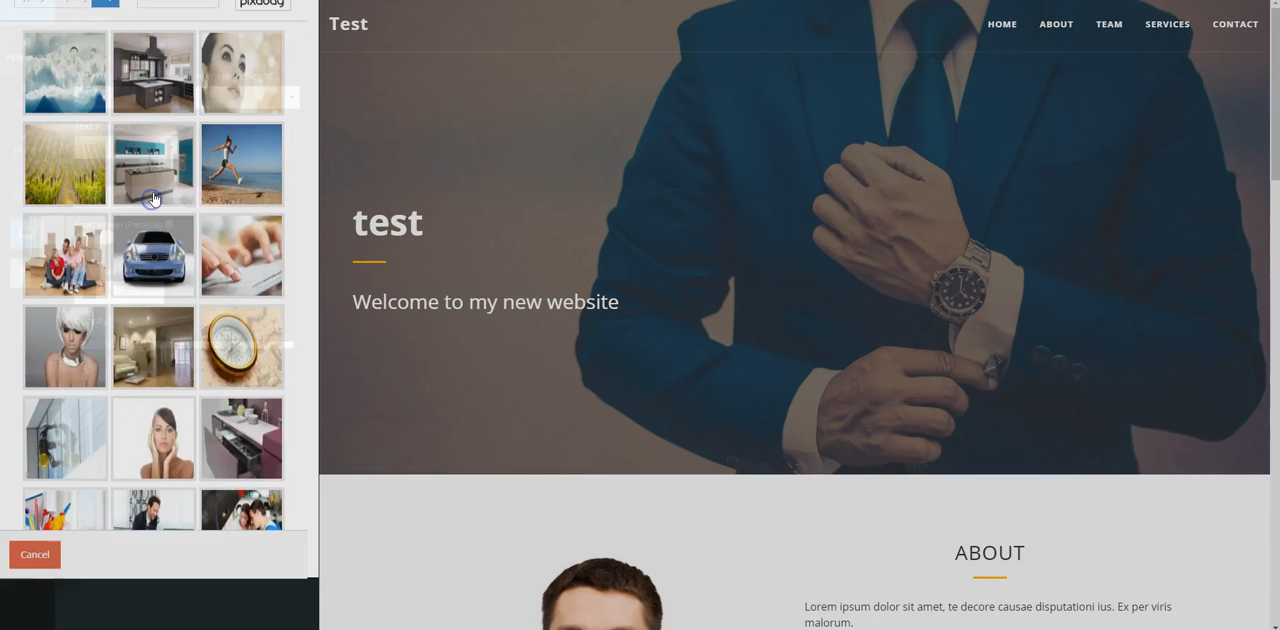 pixabay
Test
HOME
ABOUT
TEAM
SERVICES
CONTACT
test
Welcome to my new website
Cancel
ABOUT
Lorem ipsum dolor sit amet, te decore causae disputationi ius. Ex per viris
malorum.